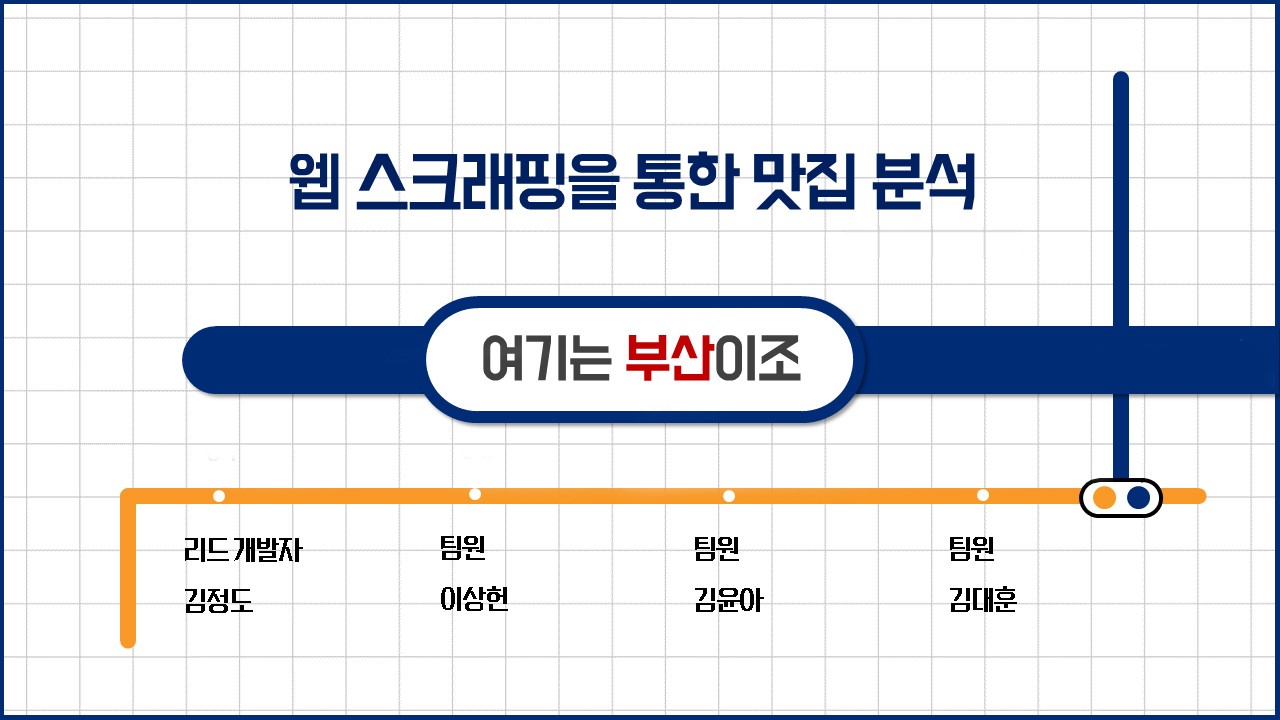 웹 스크래핑을 통한 맛집 분석
여기는 부산이조
리드 개발자
김정도
팀원
이상헌
팀원
김윤아
팀원
김대훈